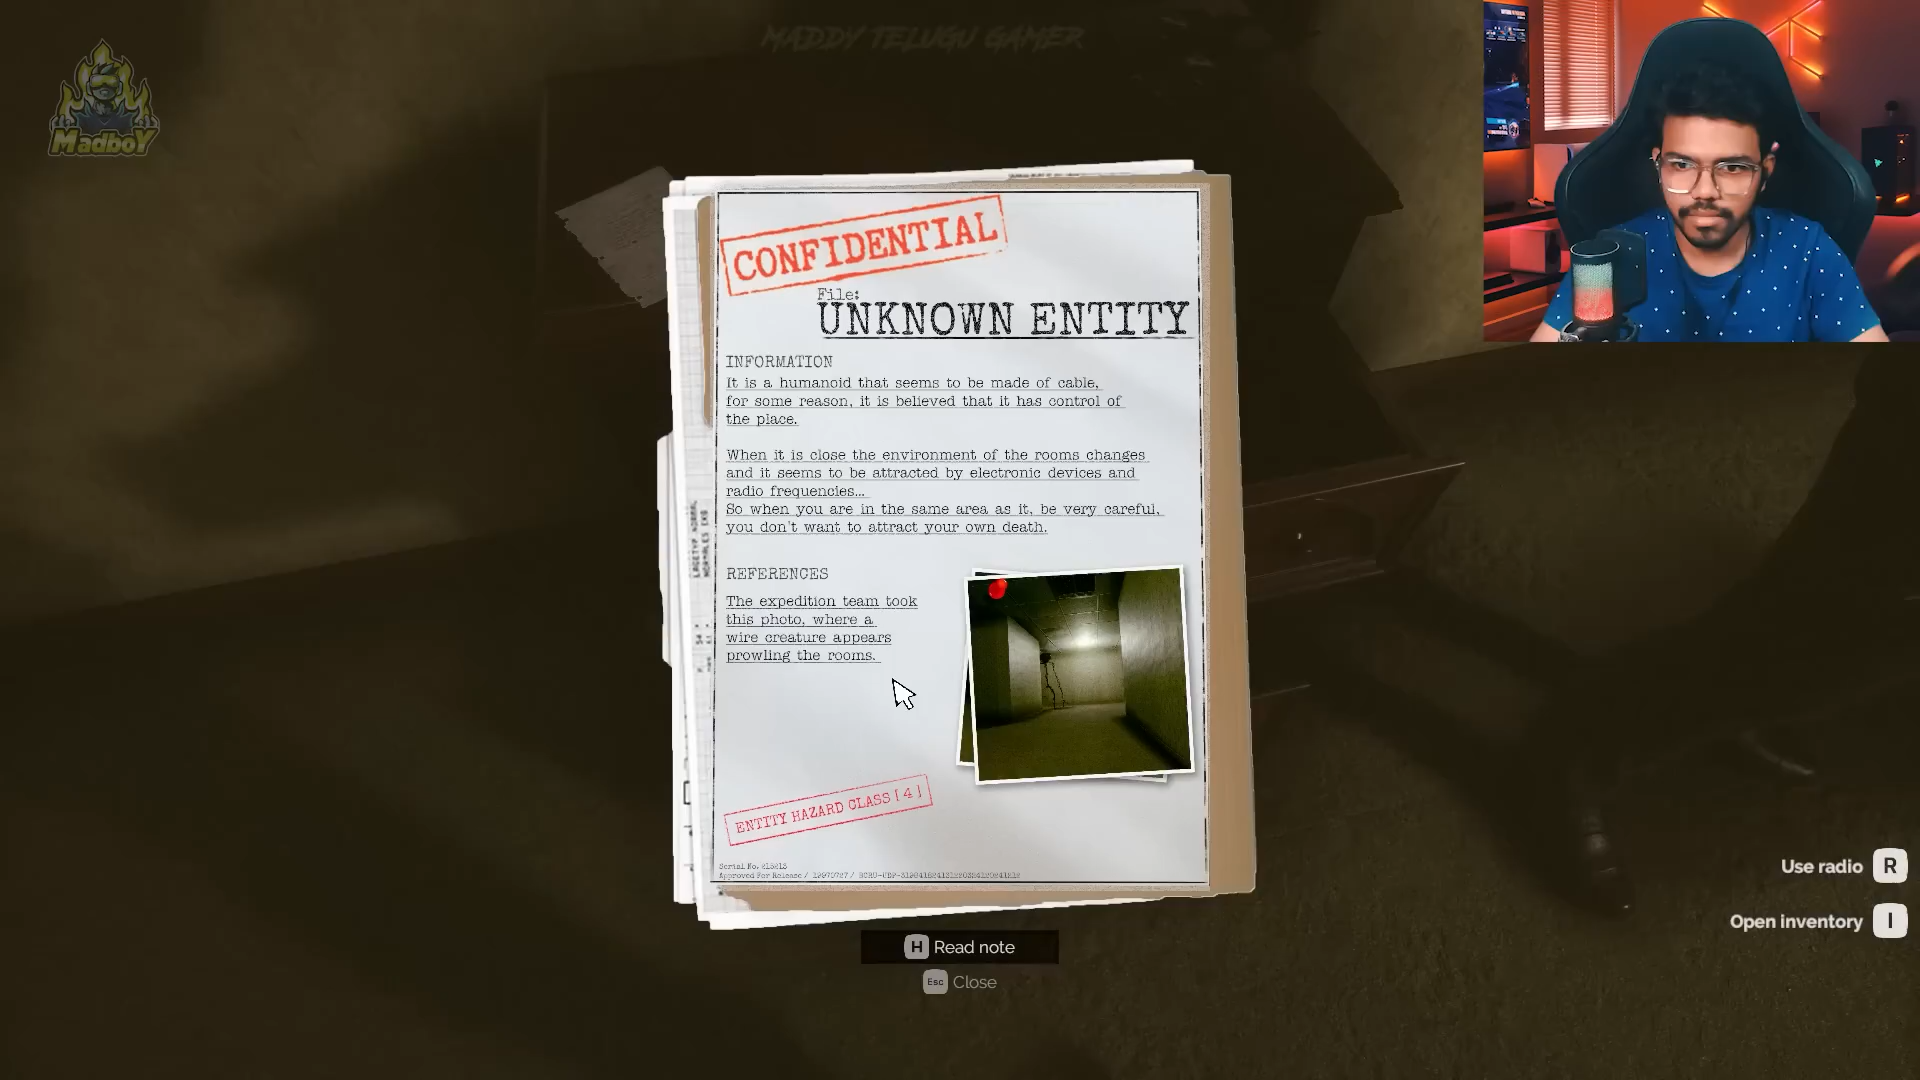 MADDY TELUGU GAMER
MadboY
CONFIDENTIAL
File:
UNKNOWN ENTITY
INFORMATION
It is a humanoid that seems to be made of cable,
for some reason, it is believed that it has control of
the place.
When it is close the environment of the rooms changes
and it seems to be attracted by electronic devices and
radio frequencies...
So when you are in the same area as it, be very careful,
you don't want to attract your own death.
REFERENCES
The expedition team took
this photo, where a
wire creature appears
prowling the rooms.
ENTITY HAZARD CLASS [ 4 ]
Serial No.
Approved For Release /
H Read note
Esc Close
Use radio R
Open inventory I